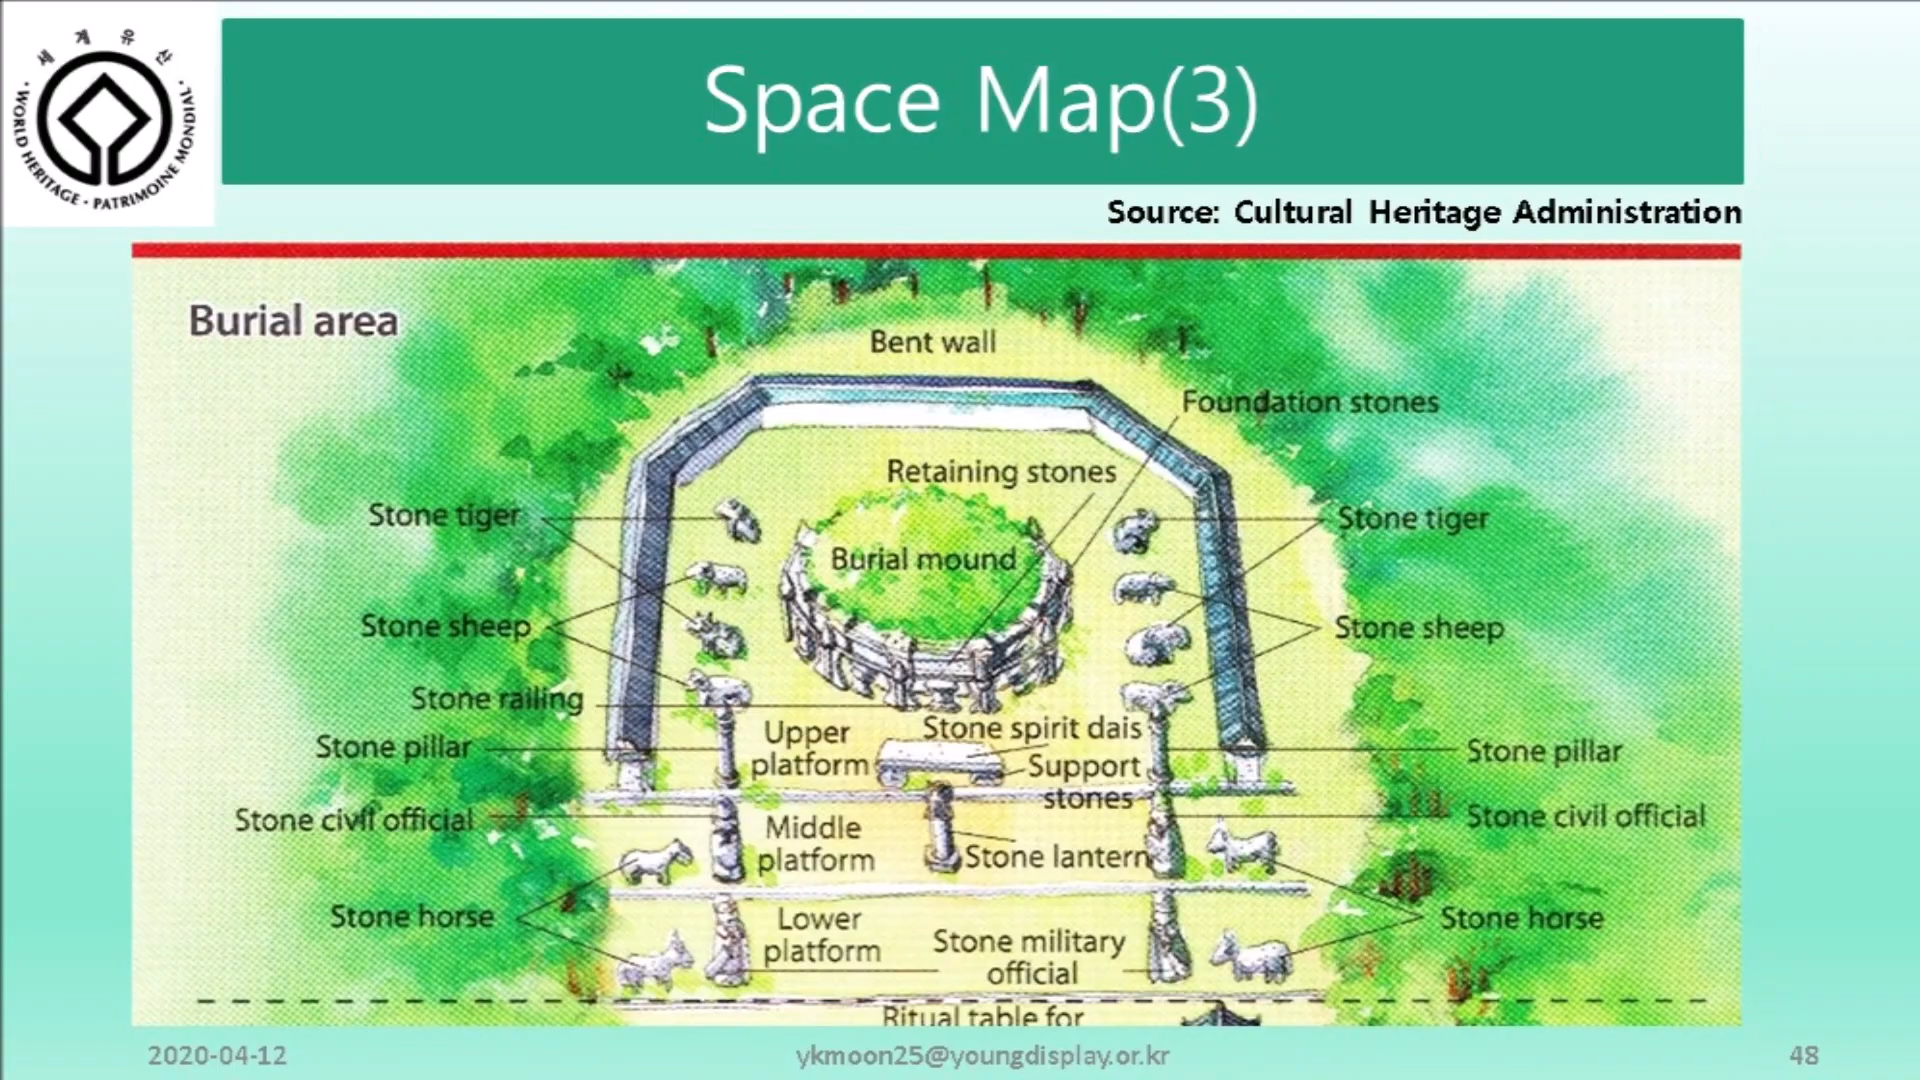 세계유산
· WORLD HERITAGE · PATRIMOINE MONDIAL ·
Space Map(3)
Source: Cultural Heritage Administration
Burial area
Bent wall
Foundation stones
Retaining stones
Stone tiger
Stone tiger
Burial mound
Stone sheep
Stone sheep
Stone railing
Upper
platform
Stone spirit dais
Stone pillar
Stone pillar
Support
stones
Stone civil official
Stone civil official
Middle
platform
Stone lantern
Stone horse
Stone horse
Lower
platform
Stone military
official
Ritual table for
2020-04-12
ykmoon25@youngdisplay.or.kr
48